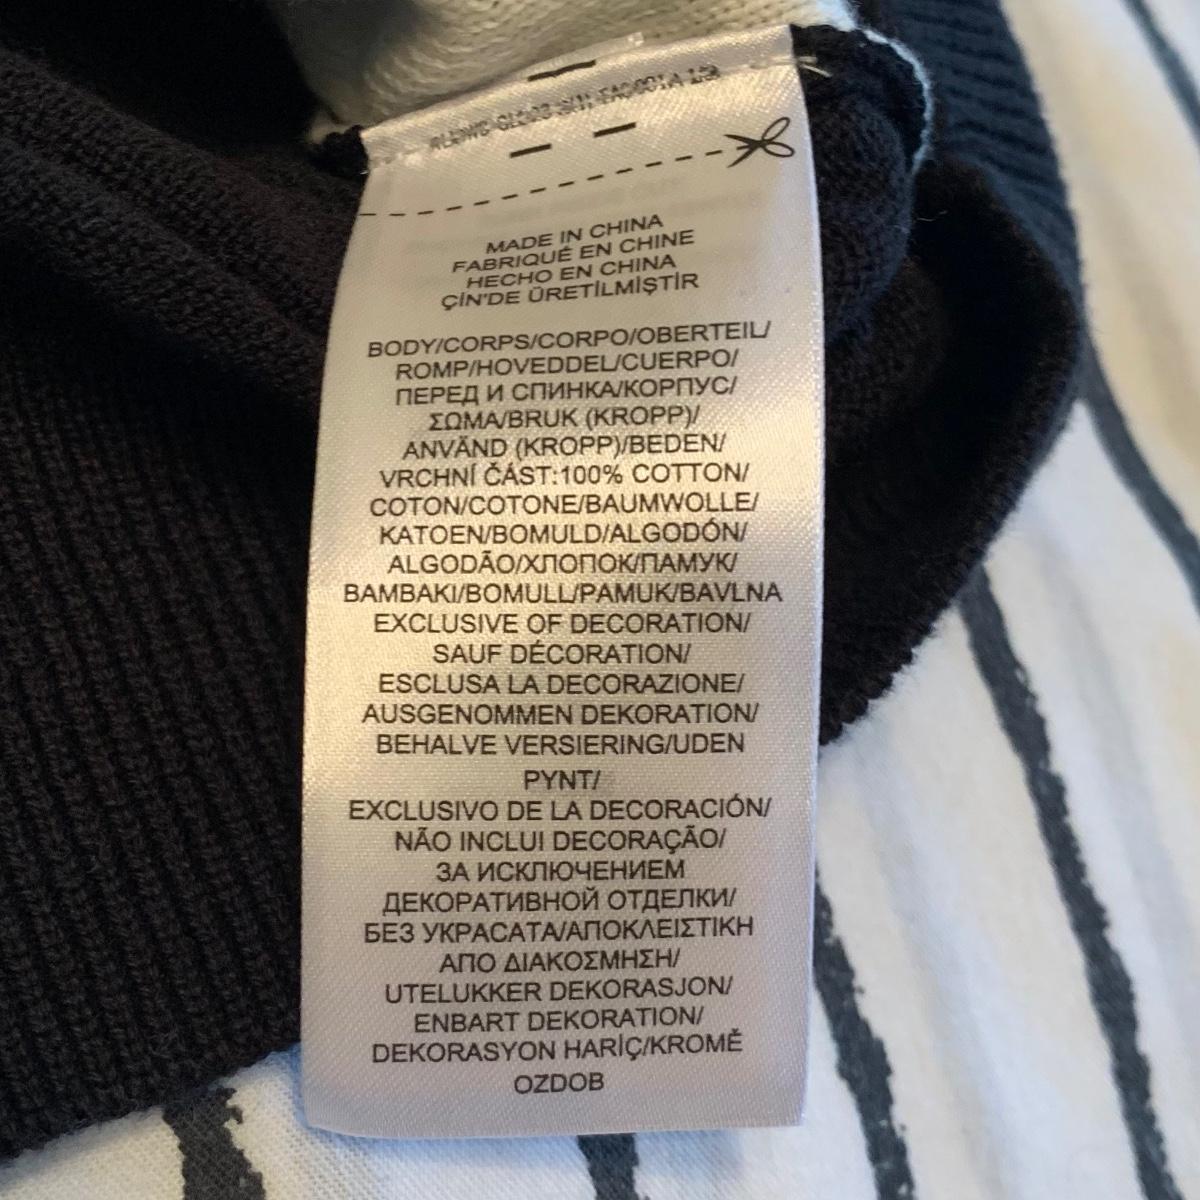 MADE IN CHINA
FABRIQUÉ EN CHINE
HECHO EN CHINA
ÇİN'DE ÜRETİLMİŞTİR
BODY/CORPS/CORPO/OBERTEIL/
ROMP/HOVEDDEL/CUERPO/
ПЕРЕД И СПИНКА/КОРПУС/
ΣΩΜΑ/BRUK (KROPP)/
ANVÄND (KROPP)/BEDEN/
VRCHNÍ ČÁST:100% COTTON/
COTON/COTONE/BAUMWOLLE/
KATOEN/BOMULD/ALGODÓN/
ALGODÃO/ХЛОПОК/ПАМУК/
BAMBAKI/BOMULL/PAMUK/BAVLNA
EXCLUSIVE OF DECORATION/
SAUF DÉCORATION/
ESCLUSA LA DECORAZIONE/
AUSGENOMMEN DEKORATION/
BEHALVE VERSIERING/UDEN
PYNT/
EXCLUSIVO DE LA DECORACIÓN/
NÃO INCLUI DECORAÇÃO/
ЗА ИСКЛЮЧЕНИЕМ
ДЕКОРАТИВНОЙ ОТДЕЛКИ/
БЕЗ УКРАСАТА/ΑΠΟΚΛΕΙΣΤΙΚΗ
ΑΠΟ ΔΙΑΚΟΣΜΗΣΗ/
UTELUKKER DEKORASJON/
ENBART DEKORATION/
DEKORASYON HARİÇ/KROMĚ
OZDOB